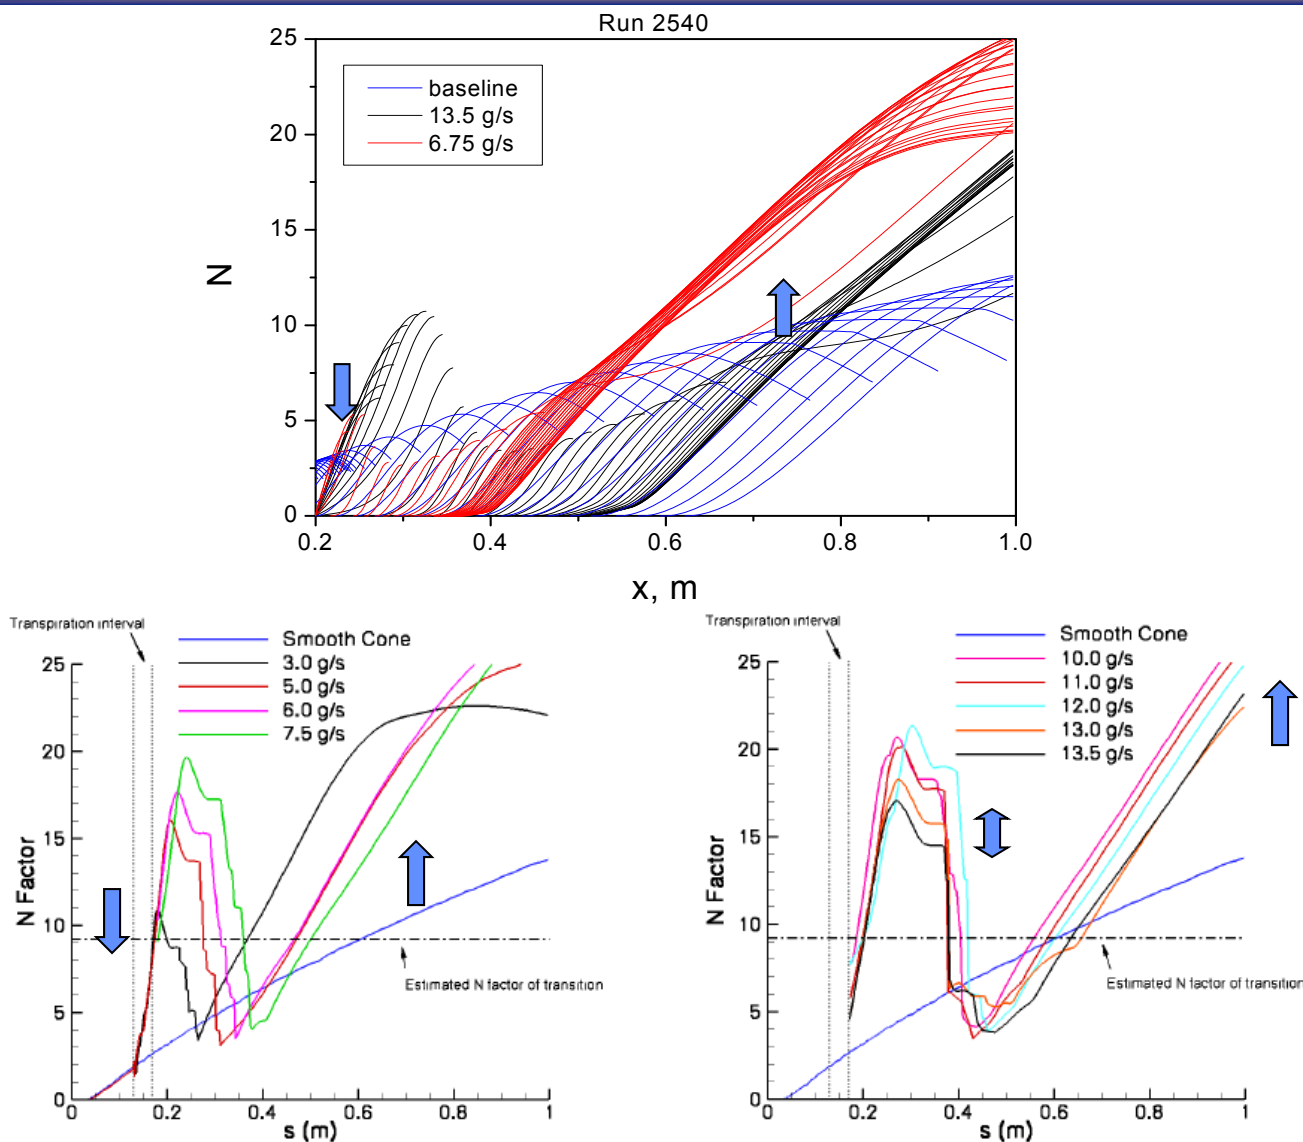 Run 2540
25
20
15
10
5
0
N
baseline
13.5 g/s
6.75 g/s
0.2
0.4
0.6
0.8
1.0
x, m
Transpiration interval
Smooth Cone
3.0 g/s
5.0 g/s
6.0 g/s
7.5 g/s
25
20
15
10
5
0
N Factor
Estimated N factor of transition
0
0.2
0.4
0.6
0.8
1
s (m)
Transpiration interval
Smooth Cone
10.0 g/s
11.0 g/s
12.0 g/s
13.0 g/s
13.5 g/s
25
20
15
10
5
0
N Factor
Estimated N factor of transition
0
0.2
0.4
0.6
0.8
1
s (m)